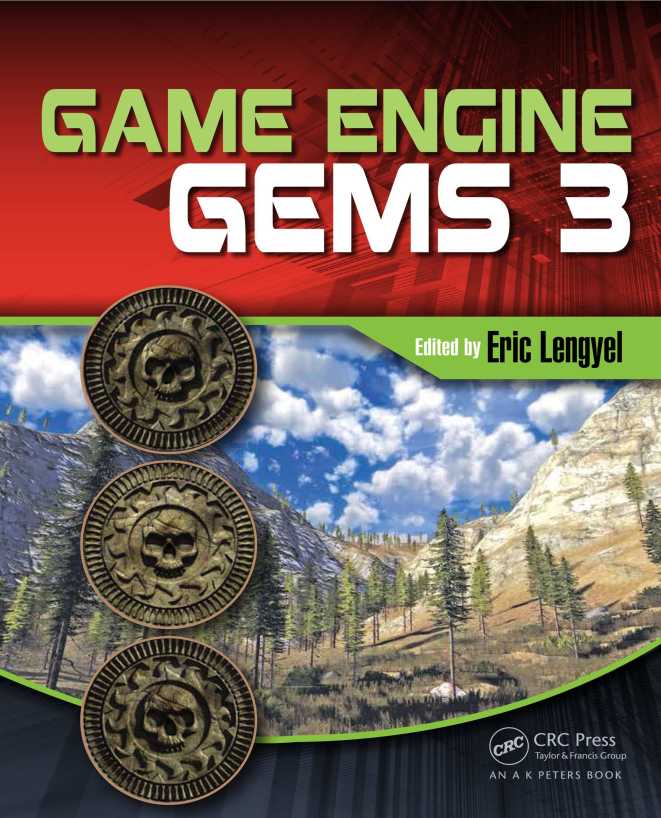 GAME ENGINE
GEMS 3
Edited by Eric Lengyel
CRC CRC Press
Taylor & Francis Group
AN A K PETERS BOOK